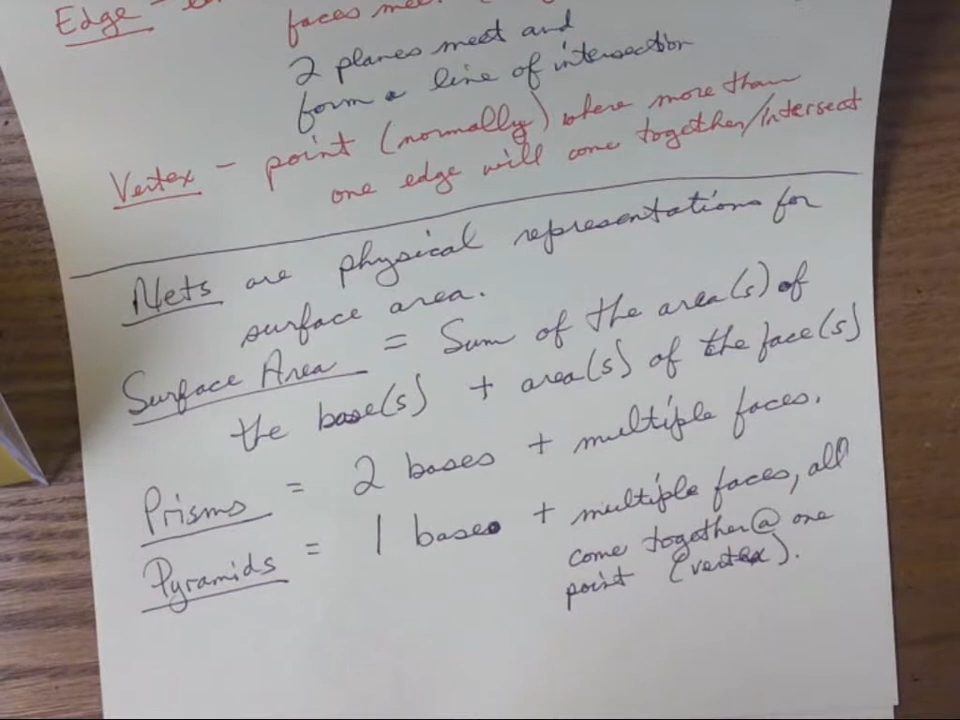 Edge -
faces meet
2 planes meet and
form a line of intersection
Vertex - point (normally) where more than
one edge will come together/intersect
Nets are physical representations for
surface area.
Surface Area = Sum of the area(s) of
the base(s) + area(s) of the face(s)
Prisms = 2 bases + multiple faces.
Pyramids = 1 base + multiple faces, all
come together @ one
point (vertex).